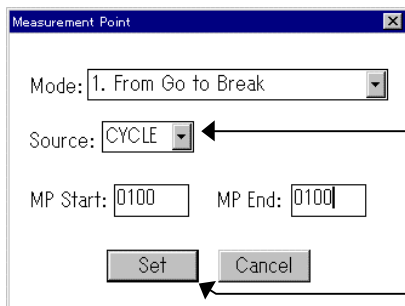 Measurement Point
Mode: 1. From Go to Break
Source: CYCLE
MP Start: 0100 MP End: 0100
Set Cancel